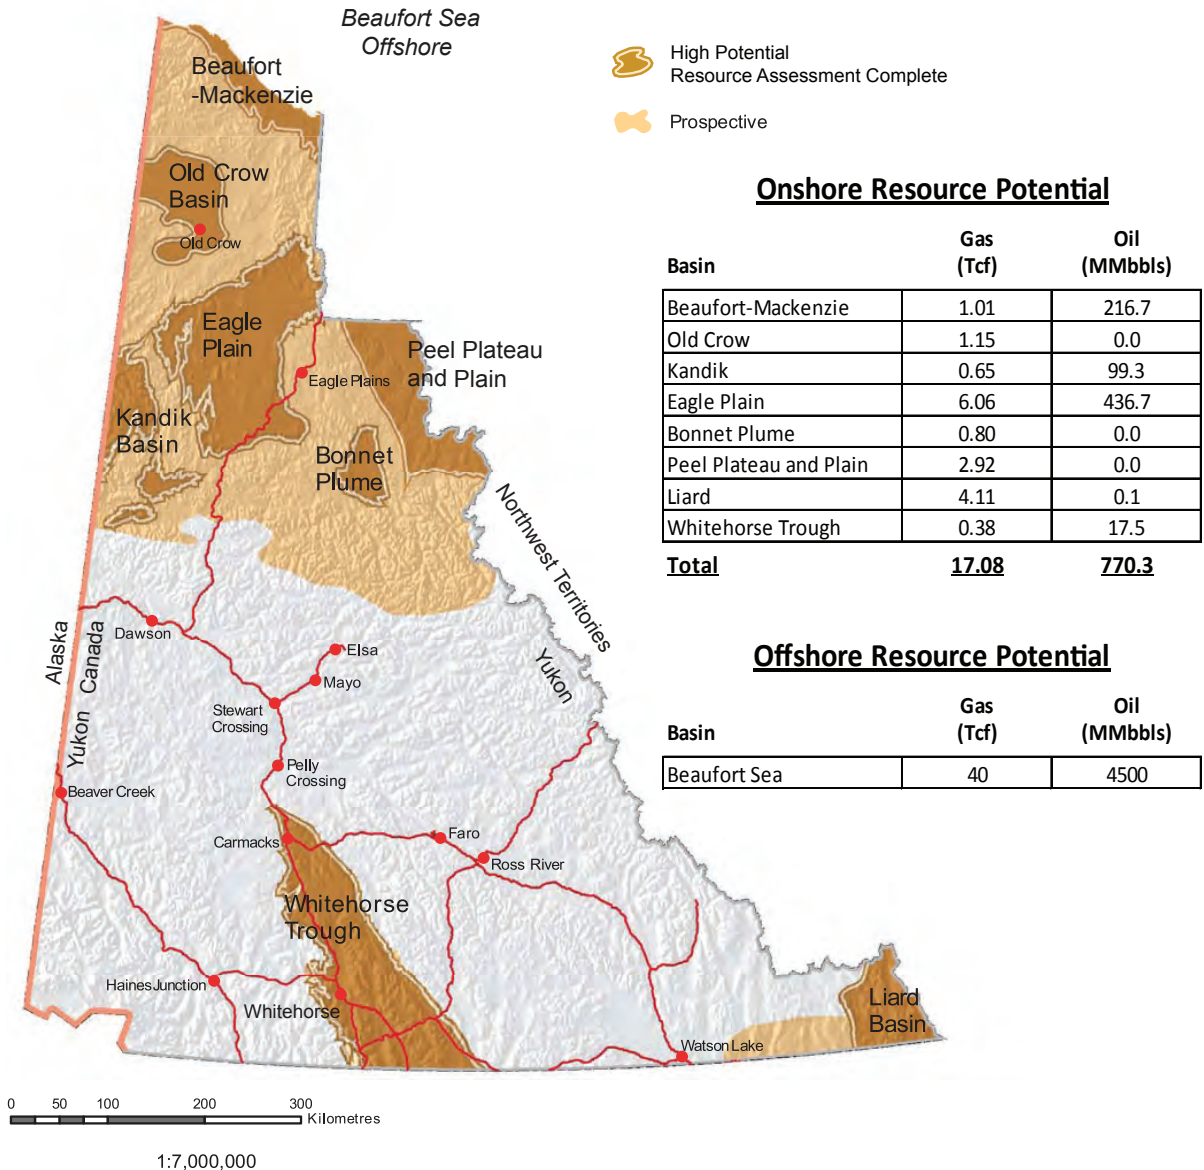 Beaufort Sea
Offshore
High Potential
Resource Assessment Complete
Prospective
Beaufort
-Mackenzie
Old Crow
Basin
Old Crow
Eagle
Plain
Eagle Plains
Peel Plateau
and Plain
Kandik
Basin
Bonnet
Plume
Northwest Territories
Yukon
Alaska
Yukon Canada
Dawson
Elsa
Mayo
Stewart
Crossing
Pelly
Crossing
Beaver Creek
Carmacks
Faro
Ross River
Whitehorse
Trough
Haines Junction
Whitehorse
Watson Lake
Liard
Basin
Onshore Resource Potential
Basin Gas (Tcf) Oil (MMbbls)
Beaufort-Mackenzie 1.01 216.7
Old Crow 1.15 0.0
Kandik 0.65 99.3
Eagle Plain 6.06 436.7
Bonnet Plume 0.80 0.0
Peel Plateau and Plain 2.92 0.0
Liard 4.11 0.1
Whitehorse Trough 0.38 17.5
Total 17.08 770.3
Offshore Resource Potential
Basin Gas (Tcf) Oil (MMbbls)
Beaufort Sea 40 4500
0 50 100 200 300
Kilometres
1:7,000,000